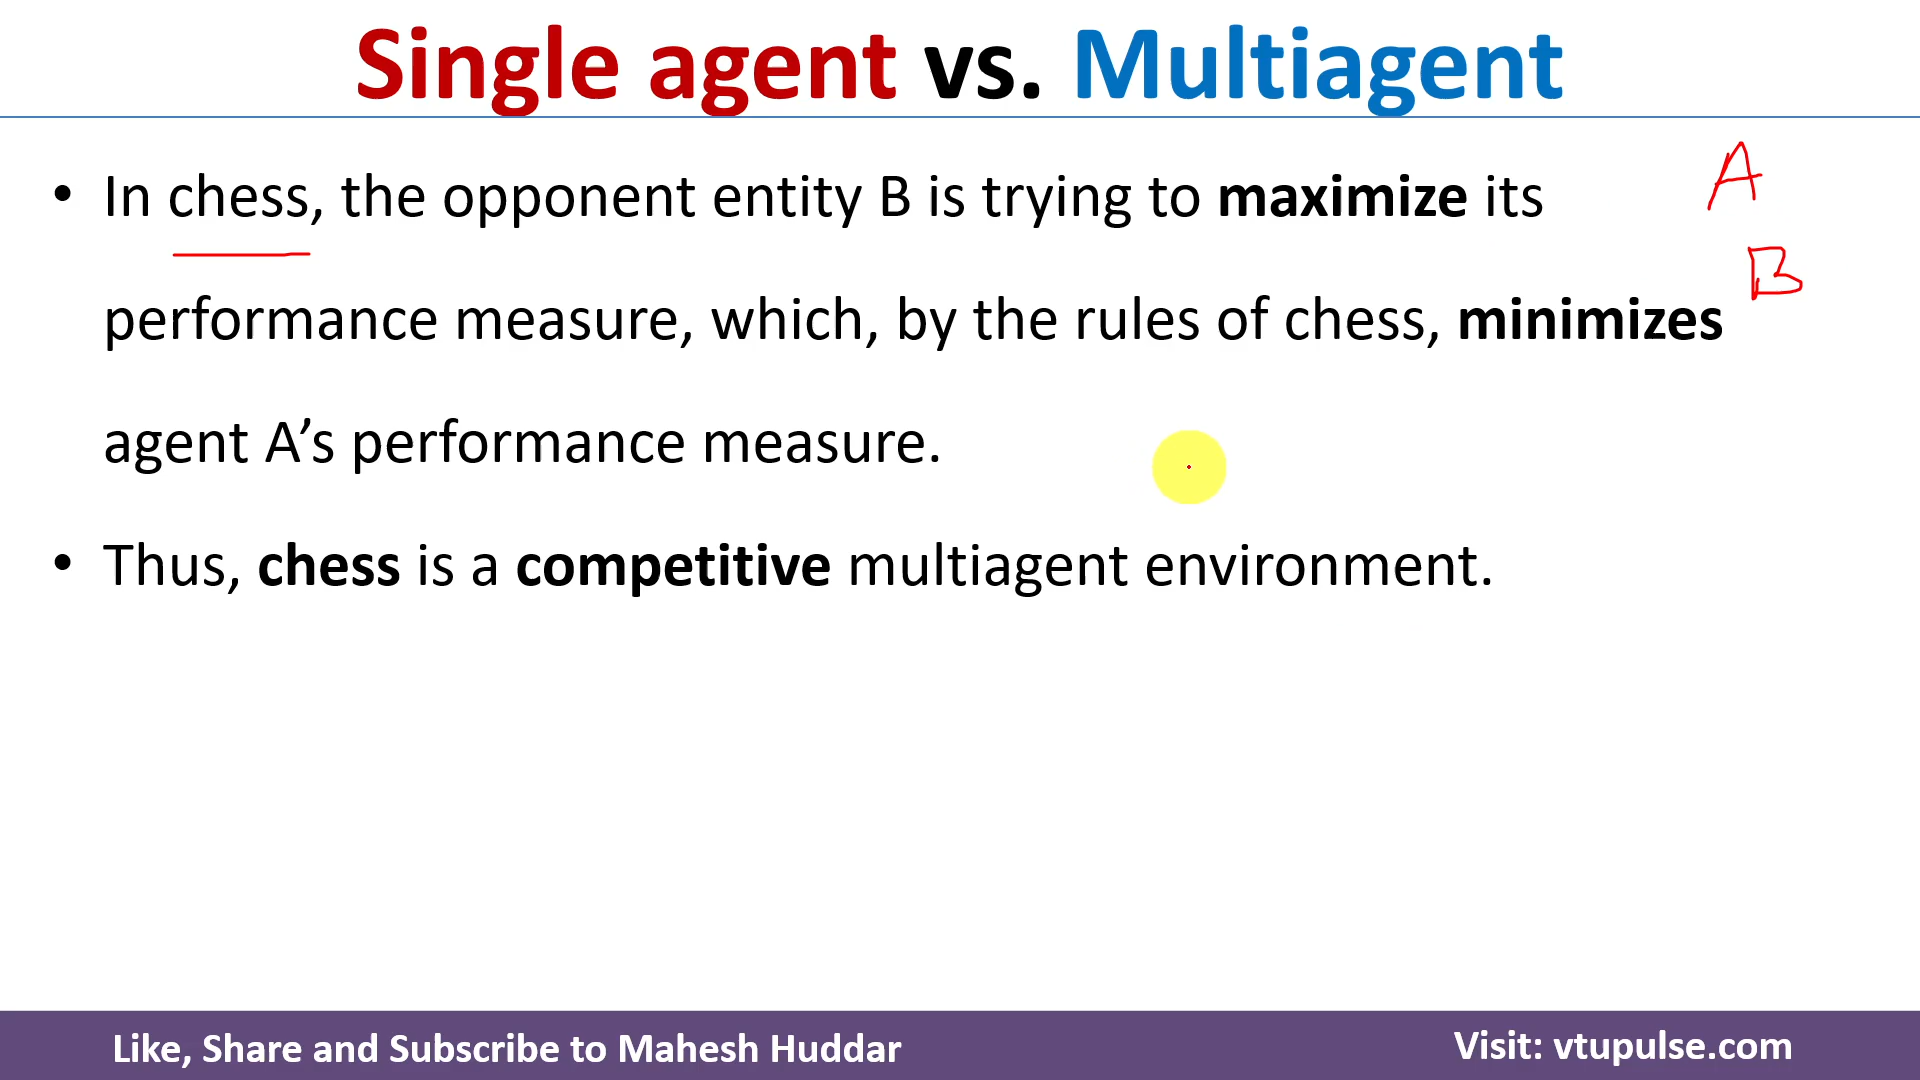 Single agent vs. Multiagent
• In chess, the opponent entity B is trying to maximize its
A
B
performance measure, which, by the rules of chess, minimizes
agent A’s performance measure.
• Thus, chess is a competitive multiagent environment.
Like, Share and Subscribe to Mahesh Huddar
Visit: vtupulse.com